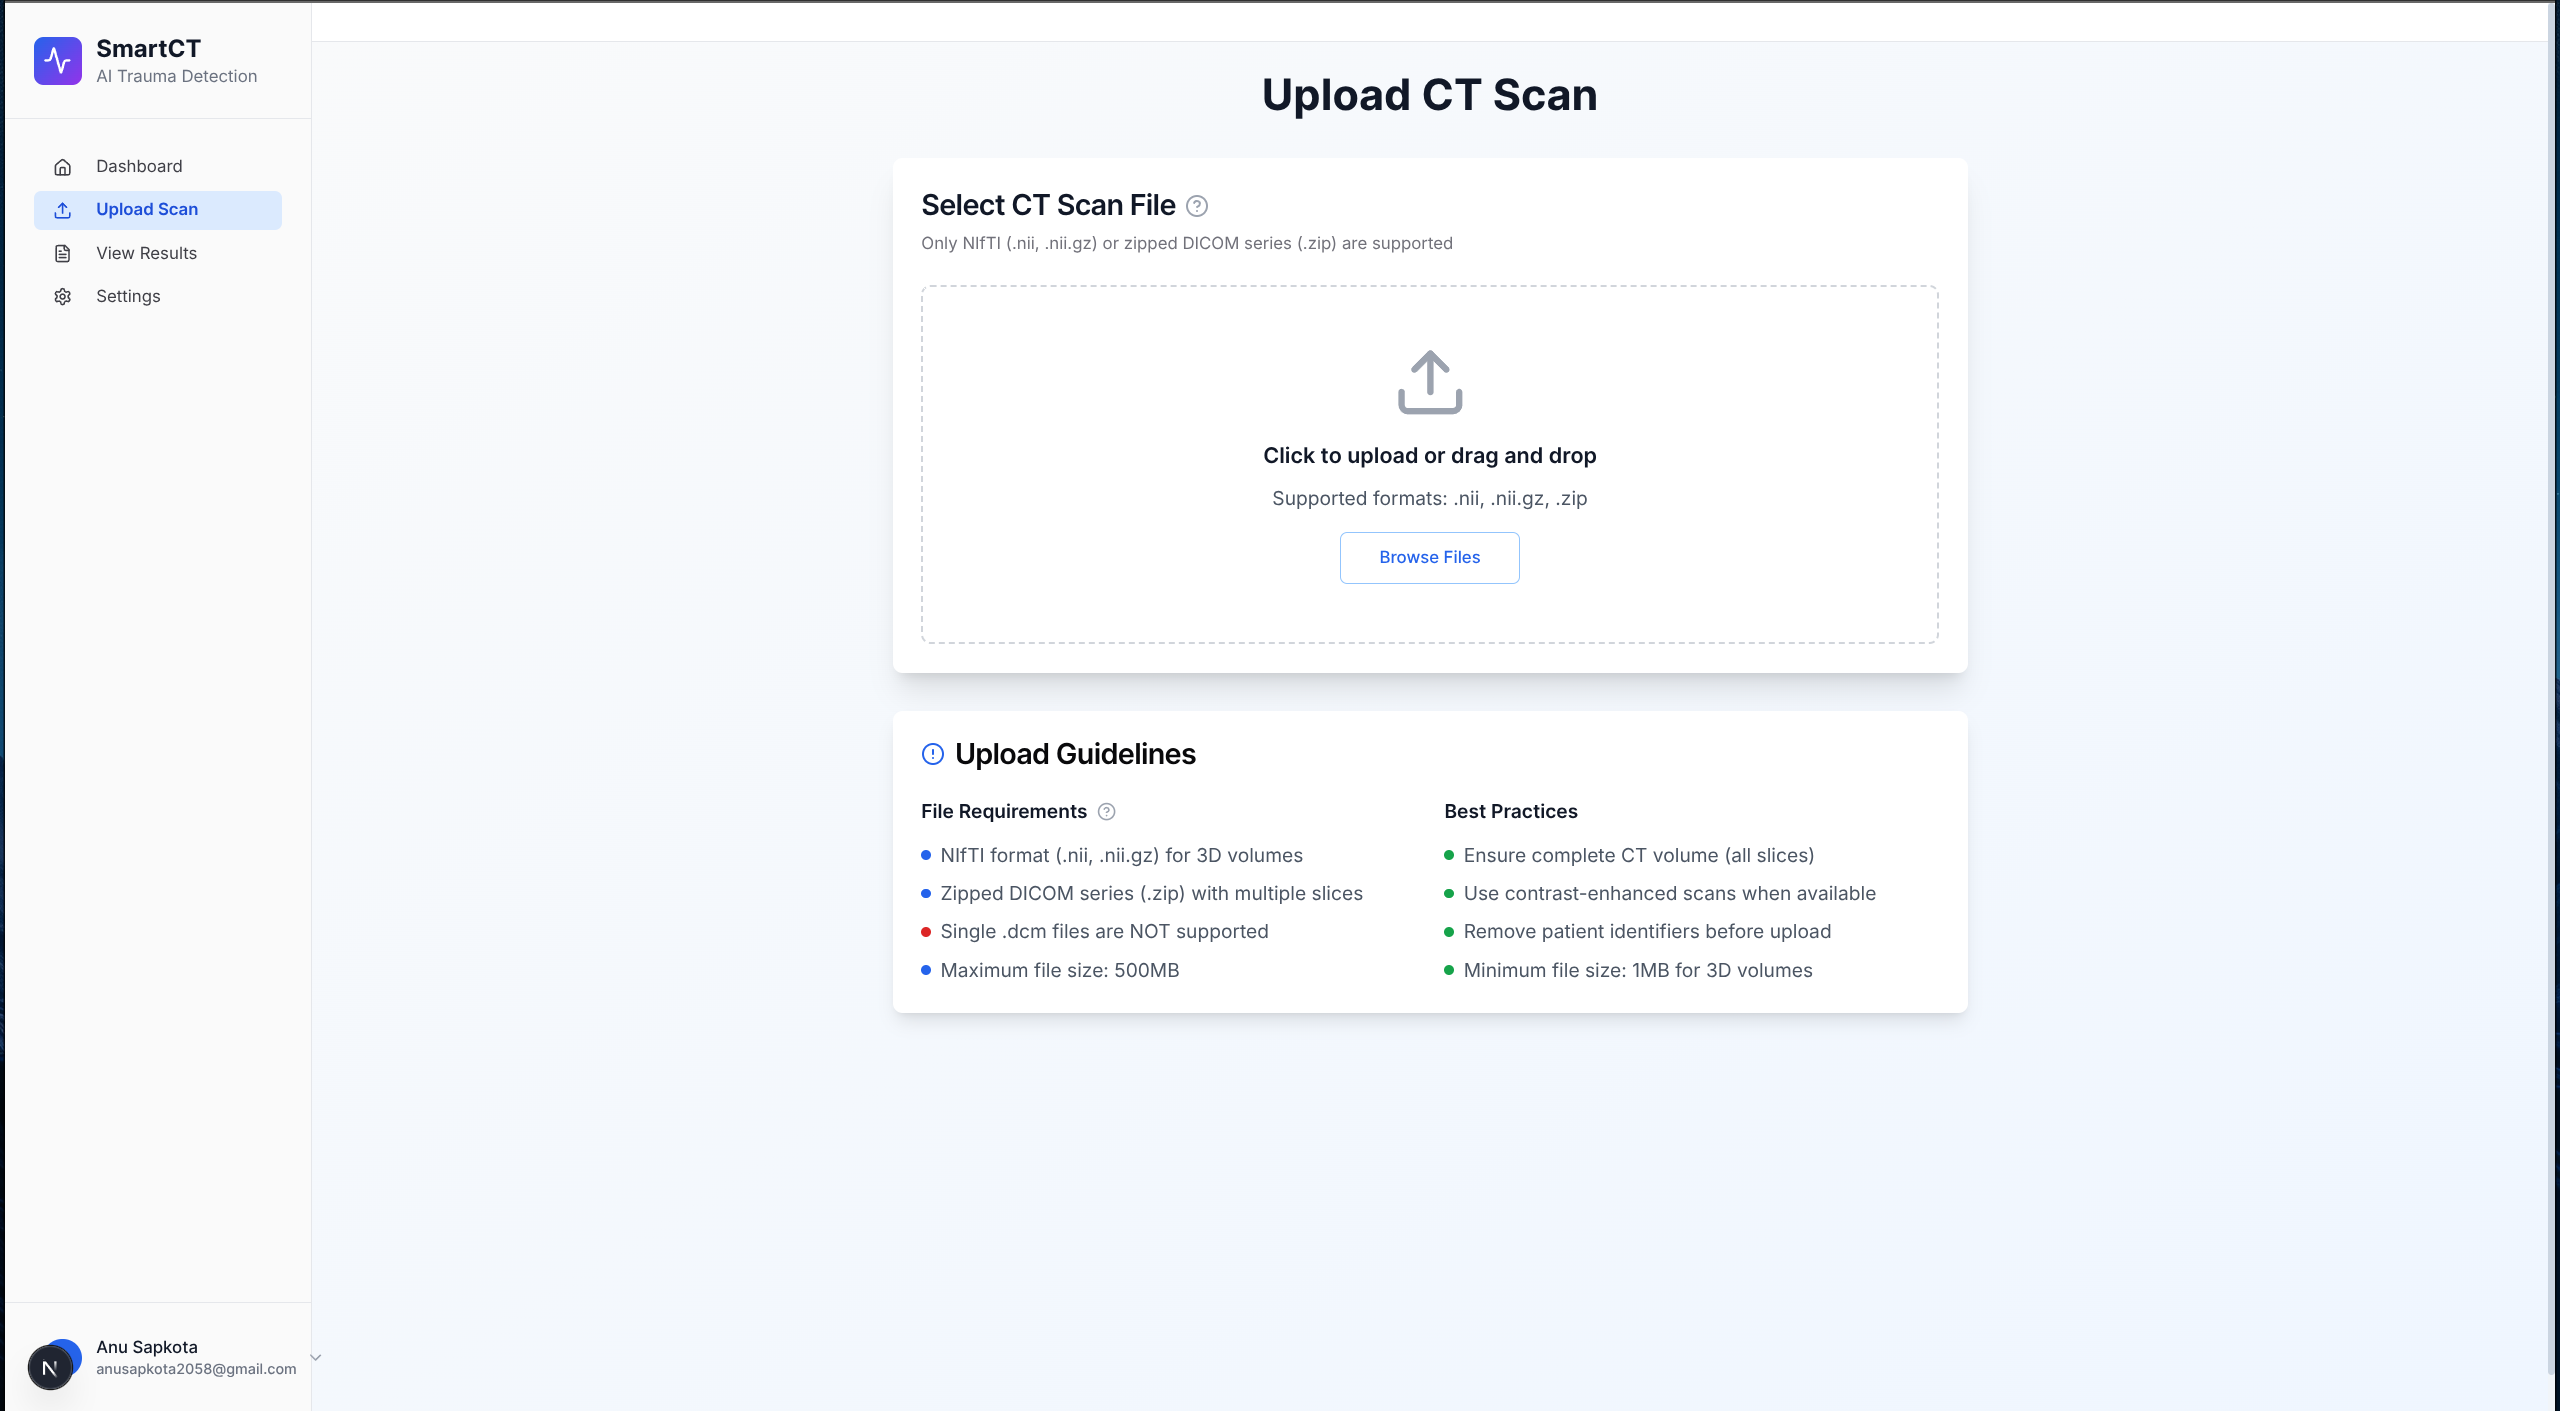 SmartCT
AI Trauma Detection
Dashboard
Upload Scan
View Results
Settings
Upload CT Scan
Select CT Scan File
Only NIfTI (.nii, .nii.gz) or zipped DICOM series (.zip) are supported
Click to upload or drag and drop
Supported formats: .nii, .nii.gz, .zip
Browse Files
Upload Guidelines
File Requirements
NIfTI format (.nii, .nii.gz) for 3D volumes
Zipped DICOM series (.zip) with multiple slices
Single .dcm files are NOT supported
Maximum file size: 500MB
Best Practices
Ensure complete CT volume (all slices)
Use contrast-enhanced scans when available
Remove patient identifiers before upload
Minimum file size: 1MB for 3D volumes
N
Anu Sapkota
anusapkota2058@gmail.com